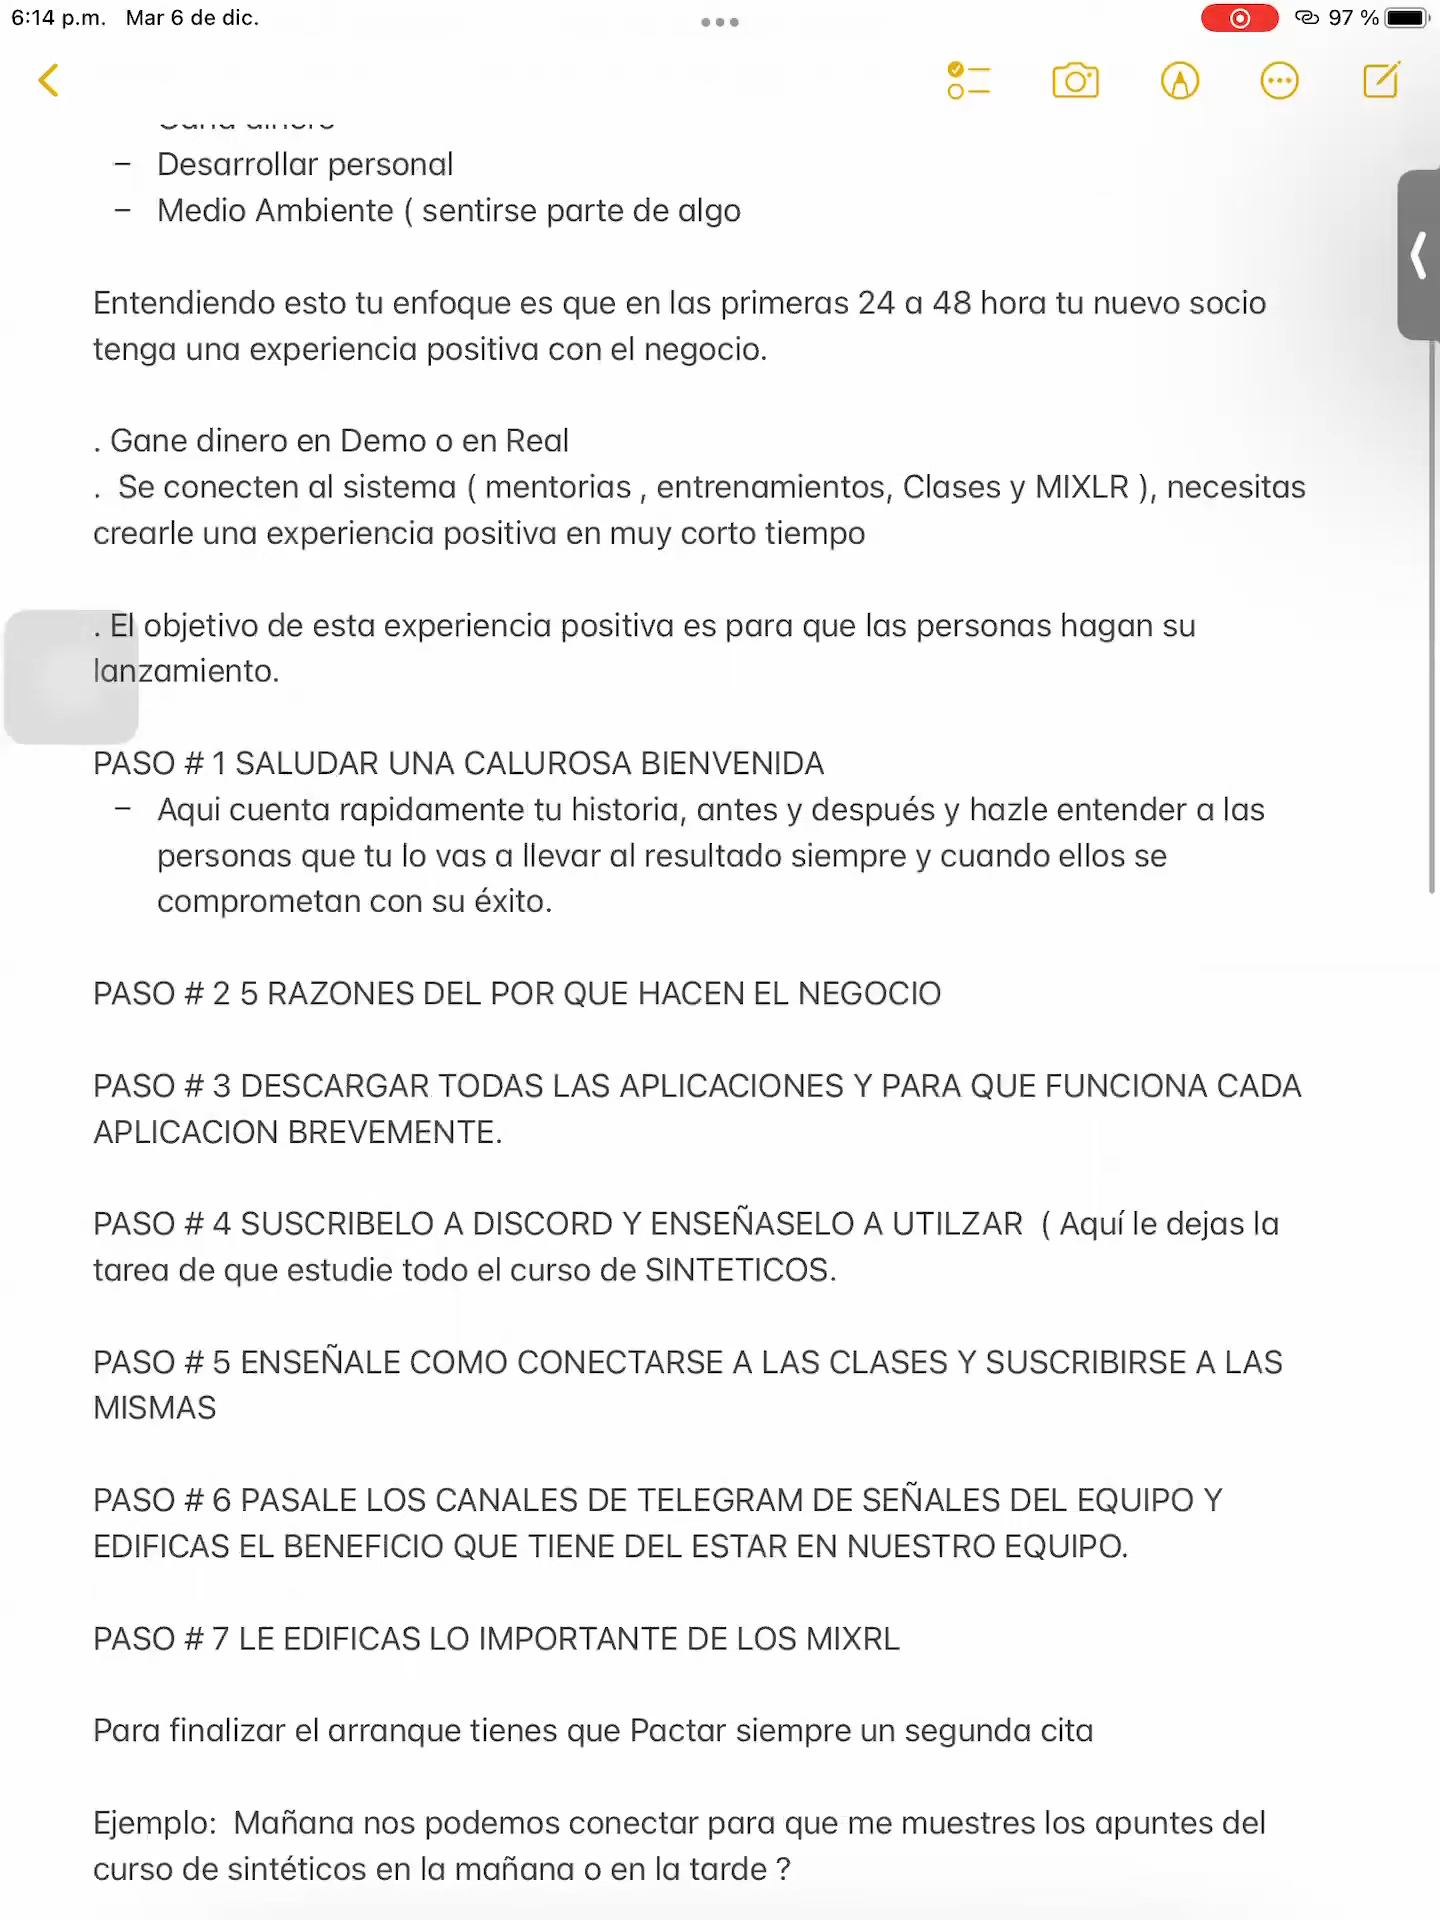 6:14 p.m. Mar 6 de dic.
97 %
– Desarrollar personal
– Medio Ambiente ( sentirse parte de algo
Entendiendo esto tu enfoque es que en las primeras 24 a 48 hora tu nuevo socio
tenga una experiencia positiva con el negocio.
. Gane dinero en Demo o en Real
. Se conecten al sistema ( mentorias , entrenamientos, Clases y MIXLR ), necesitas
crearle una experiencia positiva en muy corto tiempo
. El objetivo de esta experiencia positiva es para que las personas hagan su
lanzamiento.
PASO # 1 SALUDAR UNA CALUROSA BIENVENIDA
– Aqui cuenta rapidamente tu historia, antes y después y hazle entender a las
personas que tu lo vas a llevar al resultado siempre y cuando ellos se
comprometan con su éxito.
PASO # 2 5 RAZONES DEL POR QUE HACEN EL NEGOCIO
PASO # 3 DESCARGAR TODAS LAS APLICACIONES Y PARA QUE FUNCIONA CADA
APLICACION BREVEMENTE.
PASO # 4 SUSCRIBELO A DISCORD Y ENSEÑASELO A UTILZAR ( Aquí le dejas la
tarea de que estudie todo el curso de SINTETICOS.
PASO # 5 ENSEÑALE COMO CONECTARSE A LAS CLASES Y SUSCRIBIRSE A LAS
MISMAS
PASO # 6 PASALE LOS CANALES DE TELEGRAM DE SEÑALES DEL EQUIPO Y
EDIFICAS EL BENEFICIO QUE TIENE DEL ESTAR EN NUESTRO EQUIPO.
PASO # 7 LE EDIFICAS LO IMPORTANTE DE LOS MIXRL
Para finalizar el arranque tienes que Pactar siempre un segunda cita
Ejemplo: Mañana nos podemos conectar para que me muestres los apuntes del
curso de sintéticos en la mañana o en la tarde ?